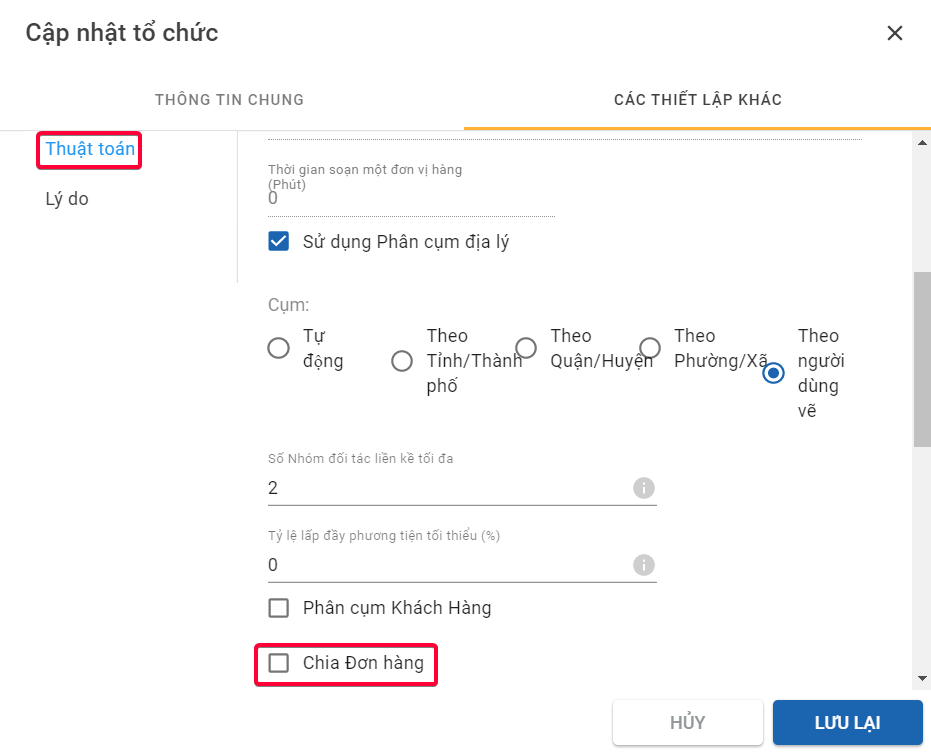 Cập nhật tổ chức
THÔNG TIN CHUNG
CÁC THIẾT LẬP KHÁC
Thuật toán
Lý do
Thời gian soạn một đơn vị hàng
(Phút)
0
Sử dụng Phân cụm địa lý
Cụm:
Tự
động
Theo
Tỉnh/Thành
phố
Theo
Quận/Huyện
Theo
Phường/Xã
Theo
người
dùng
vẽ
Số Nhóm đối tác liền kề tối đa
2
Tỷ lệ lấp đầy phương tiện tối thiểu (%)
0
Phân cụm Khách Hàng
Chia Đơn hàng
HỦY
LƯU LẠI